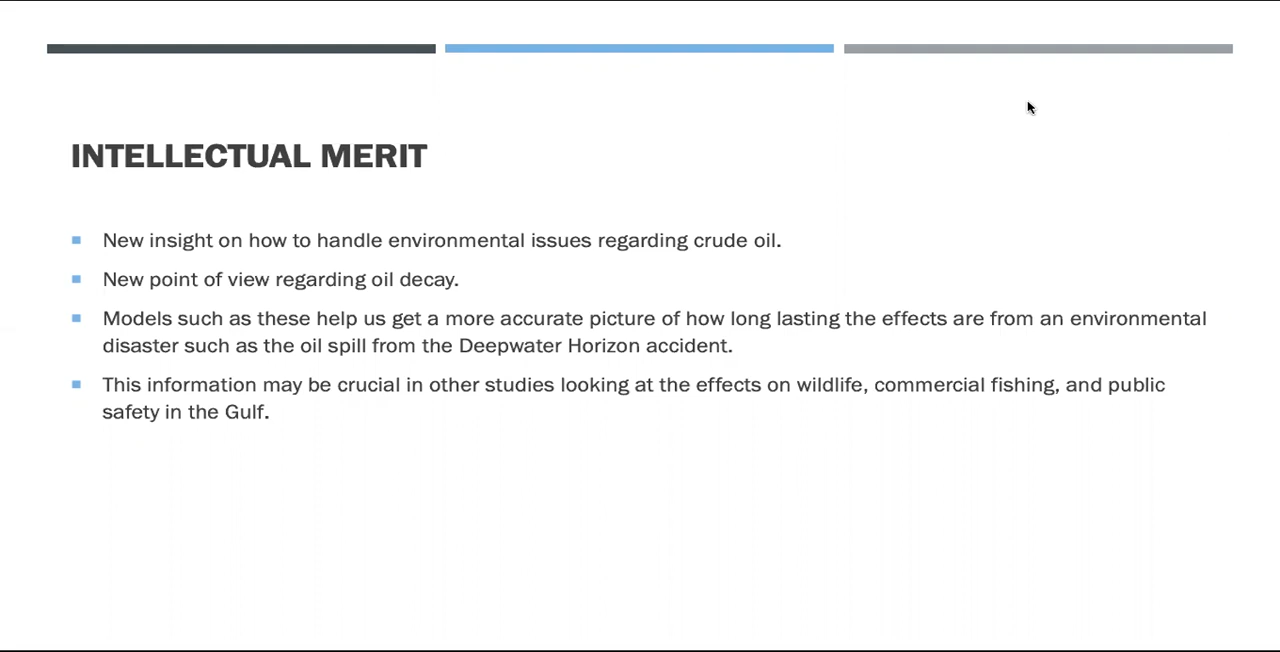 INTELLECTUAL MERIT
New insight on how to handle environmental issues regarding crude oil.
New point of view regarding oil decay.
Models such as these help us get a more accurate picture of how long lasting the effects are from an environmental
disaster such as the oil spill from the Deepwater Horizon accident.
This information may be crucial in other studies looking at the effects on wildlife, commercial fishing, and public
safety in the Gulf.